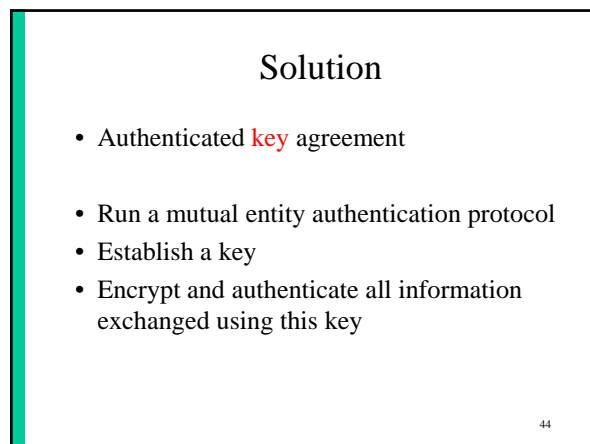 Solution
• Authenticated key agreement
• Run a mutual entity authentication protocol
• Establish a key
• Encrypt and authenticate all information
exchanged using this key
44